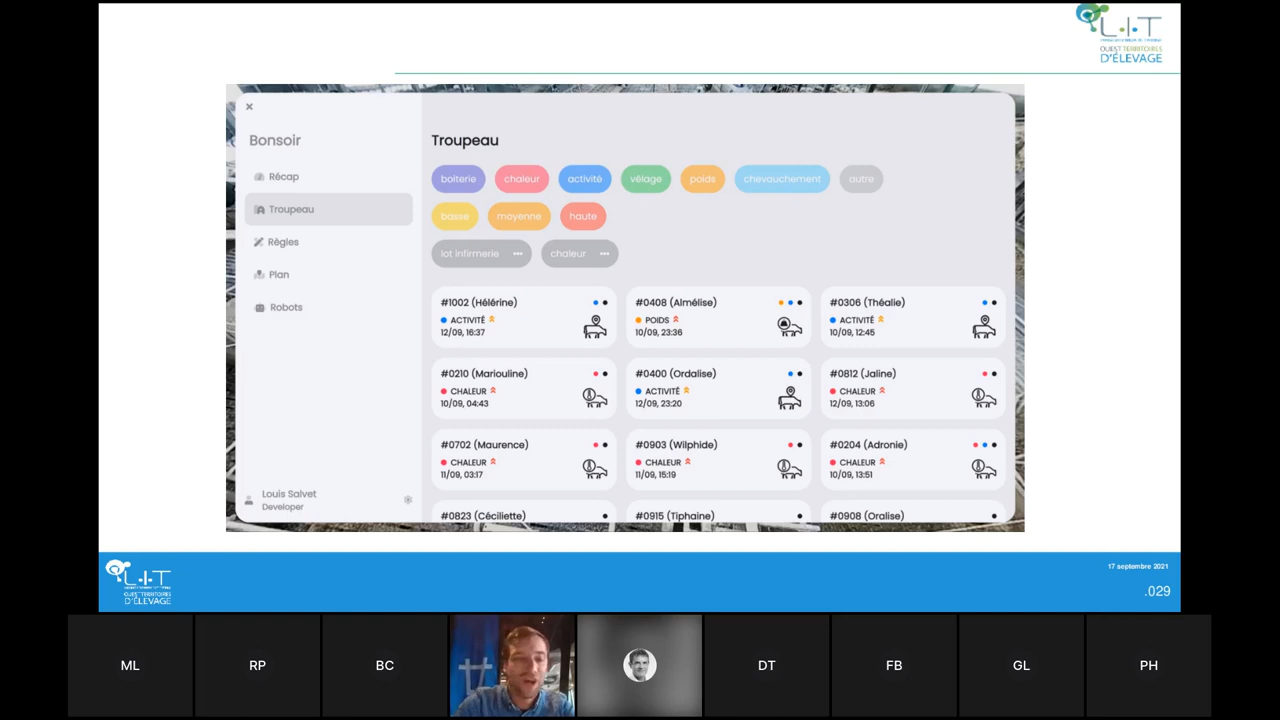 L.I.T
OUEST TERRITOIRES
D'ÉLEVAGE
Bonsoir
Récap
Troupeau
Règles
Plan
Robots
Louis Salvet
Developer
Troupeau
boiterie chaleur activité vêlage poids chevauchement autre
basse moyenne haute
lot infirmerie ••• chaleur •••
#1002 (Hélérine)
ACTIVITÉ
12/09, 16:37
#0408 (Almélise)
POIDS
10/09, 23:36
#0306 (Théalie)
ACTIVITÉ
10/09, 12:45
#0210 (Mariouline)
CHALEUR
10/09, 04:43
#0400 (Ordalise)
ACTIVITÉ
12/09, 23:20
#0812 (Jaline)
CHALEUR
12/09, 13:06
#0702 (Maurence)
CHALEUR
11/09, 03:17
#0903 (Wilphide)
CHALEUR
11/09, 15:19
#0204 (Adronie)
CHALEUR
10/09, 13:51
#0823 (Céciliette)
#0915 (Tiphaine)
#0908 (Oralise)
L.I.T
OUEST TERRITOIRES
D'ÉLEVAGE
17 septembre 2021
.029
ML
RP
BC
DT
FB
GL
PH